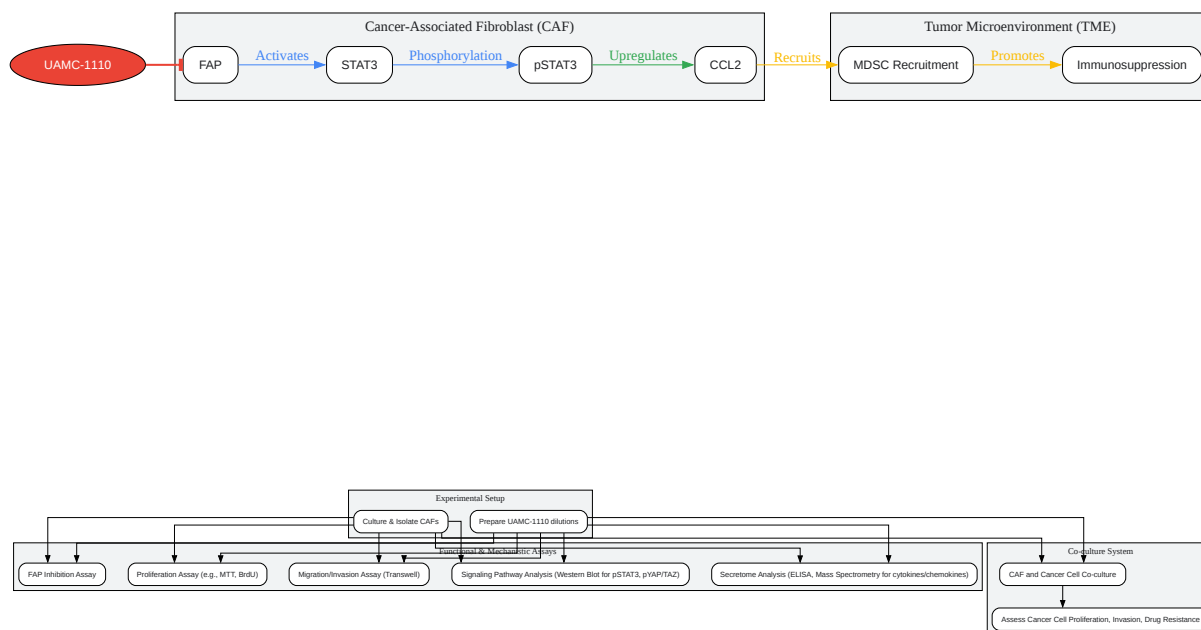 Cancer-Associated Fibroblast (CAF)
Tumor Microenvironment (TME)
UAMC-1110
FAP
Activates
STAT3
Phosphorylation
pSTAT3
Upregulates
CCL2
Recruits
MDSC Recruitment
Promotes
Immunosuppression
Experimental Setup
Culture & Isolate CAFs
Prepare UAMC-1110 dilutions
Functional & Mechanistic Assays
Co-culture System
FAP Inhibition Assay
Proliferation Assay (e.g., MTT, BrdU)
Migration/Invasion Assay (Transwell)
Signaling Pathway Analysis (Western Blot for pSTAT3, pYAP/TAZ)
Secretome Analysis (ELISA, Mass Spectrometry for cytokines/chemokines)
CAF and Cancer Cell Co-culture
Assess Cancer Cell Proliferation, Invasion, Drug Resistance